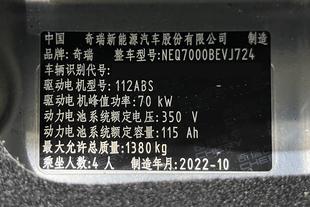 中国 奇瑞新能源汽车股份有限公司 制造
品牌:奇瑞 整车型号:NEQ7000BEVJ724
车辆识别代号:
驱动电机型号:112ABS
驱动电机峰值功率:70 kW
动力电池系统额定电压:350 V
动力电池系统额定容量:115 Ah
最大允许总质量:1380kg
乘坐人数:4人 制造年月:2022-10